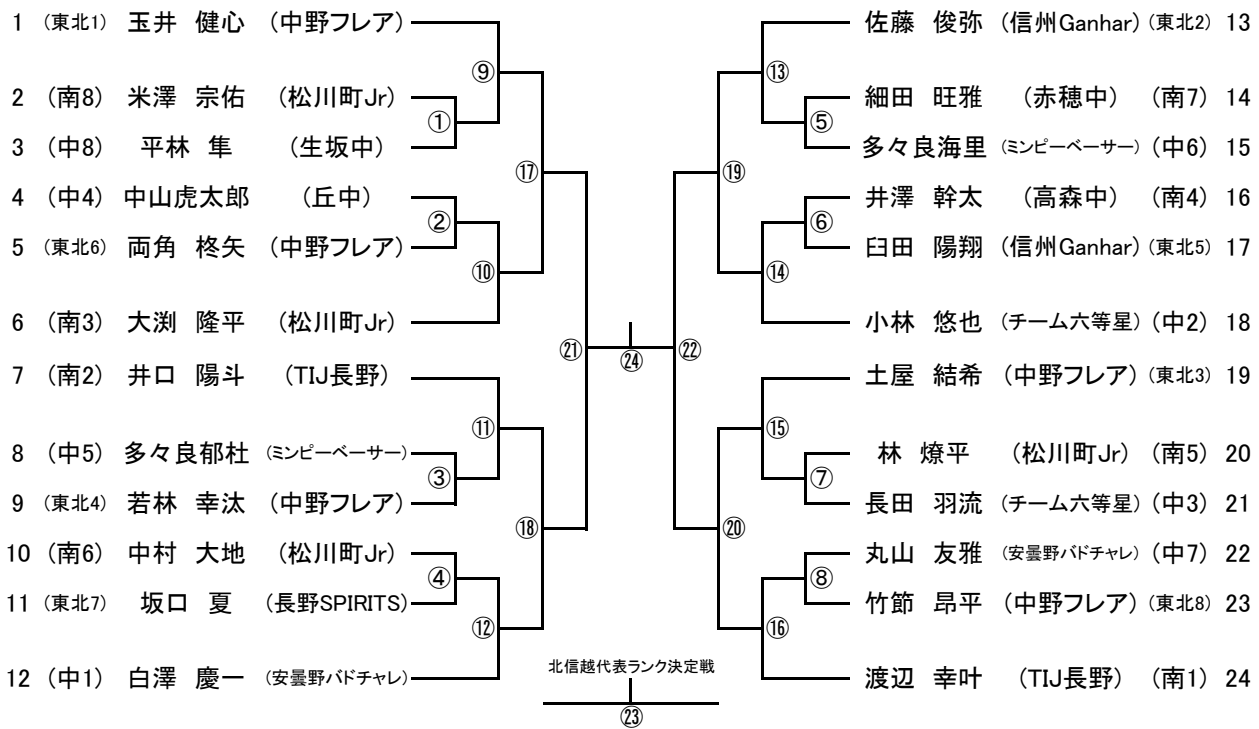 1 (東北1) 玉井 健心 (中野フレア)
⑨
2 (南8) 米澤 宗佑 (松川町Jr)
①
3 (中8) 平林 隼 (生坂中)
⑰
4 (中4) 中山虎太郎 (丘中)
②
5 (東北6) 両角 柊矢 (中野フレア)
⑩
6 (南3) 大渕 隆平 (松川町Jr)
㉑
7 (南2) 井口 陽斗 (TIJ長野)
⑪
8 (中5) 多々良郁杜 (ミンピーベーサー)
③
9 (東北4) 若林 幸汰 (中野フレア)
⑱
10 (南6) 中村 大地 (松川町Jr)
④
11 (東北7) 坂口 夏 (長野SPIRITS)
⑫
12 (中1) 白澤 慶一 (安曇野バドチャレ)
㉔
北信越代表ランク決定戦
㉓
佐藤 俊弥 (信州Ganhar) (東北2) 13
⑬
細田 旺雅 (赤穂中) (南7) 14
⑤
多々良海里 (ミンピーベーサー) (中6) 15
⑲
井澤 幹太 (高森中) (南4) 16
⑥
臼田 陽翔 (信州Ganhar) (東北5) 17
⑭
小林 悠也 (チーム六等星) (中2) 18
㉒
土屋 結希 (中野フレア) (東北3) 19
⑮
林 燎平 (松川町Jr) (南5) 20
⑦
長田 羽流 (チーム六等星) (中3) 21
⑳
丸山 友雅 (安曇野バドチャレ) (中7) 22
⑧
竹節 昂平 (中野フレア) (東北8) 23
⑯
渡辺 幸叶 (TIJ長野) (南1) 24